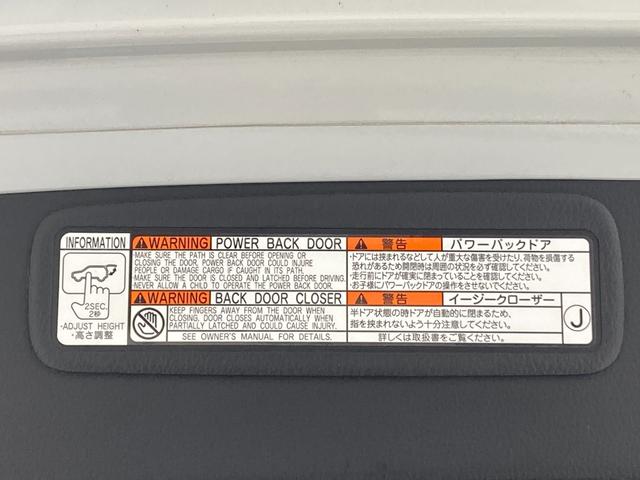 INFORMATION
2SEC.
2秒
・ADJUST HEIGHT
・高さ調整
WARNING POWER BACK DOOR
・MAKE SURE THE PATH IS CLEAR BEFORE OPENING OR
CLOSING THE DOOR. POWER BACK DOOR COULD INJURE
PEOPLE OR DAMAGE CARGO IF CAUGHT IN ITS PATH.
・MAKE SURE THE DOOR IS CLOSED AND LATCHED BEFORE DRIVING.
・NEVER ALLOW A CHILD TO OPERATE THE POWER BACK DOOR.
WARNING BACK DOOR CLOSER
KEEP FINGERS AWAY FROM THE DOOR WHEN
CLOSING. DOOR CLOSES AUTOMATICALLY WHEN
PARTIALLY LATCHED AND COULD CAUSE INJURY.
SEE OWNER'S MANUAL FOR DETAILS.
警告 パワーバックドア
・ドアには挟まれるなどして人が重大な傷害を受けたり、荷物を損傷する
恐れがあるため開閉時は周囲の状況を必ず確認してください。
・走行前にドアが確実に閉まっていることを確認してください。
・お子様にパワーバックドアの操作をさせないでください。
警告 イージークローザー
半ドア状態の時ドアが自動的に閉まるため、
指を挟まれないよう十分注意してください。
詳しくは取扱書をご覧ください。
J